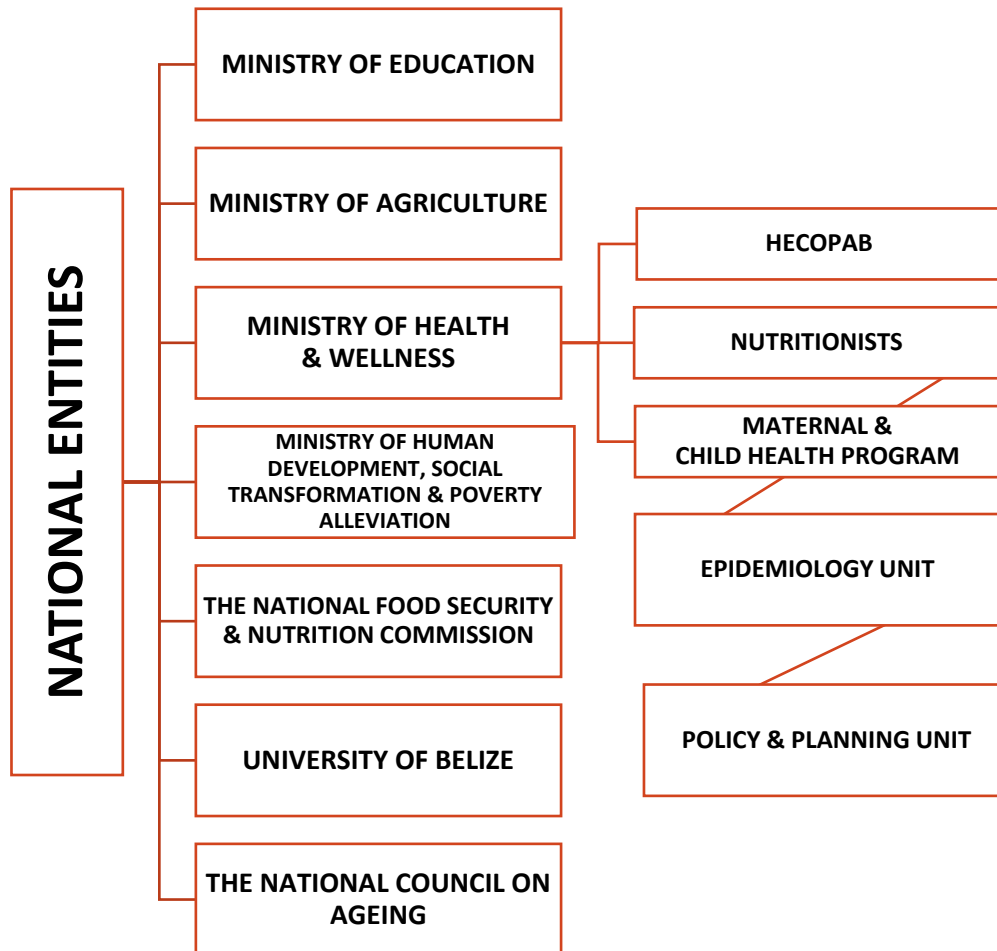 NATIONAL ENTITIES
MINISTRY OF EDUCATION
MINISTRY OF AGRICULTURE
MINISTRY OF HEALTH
& WELLNESS
MINISTRY OF HUMAN
DEVELOPMENT, SOCIAL
TRANSFORMATION & POVERTY
ALLEVIATION
THE NATIONAL FOOD SECURITY
& NUTRITION COMMISSION
UNIVERSITY OF BELIZE
THE NATIONAL COUNCIL ON
AGEING
HECOPAB
NUTRITIONISTS
MATERNAL &
CHILD HEALTH PROGRAM
EPIDEMIOLOGY UNIT
POLICY & PLANNING UNIT